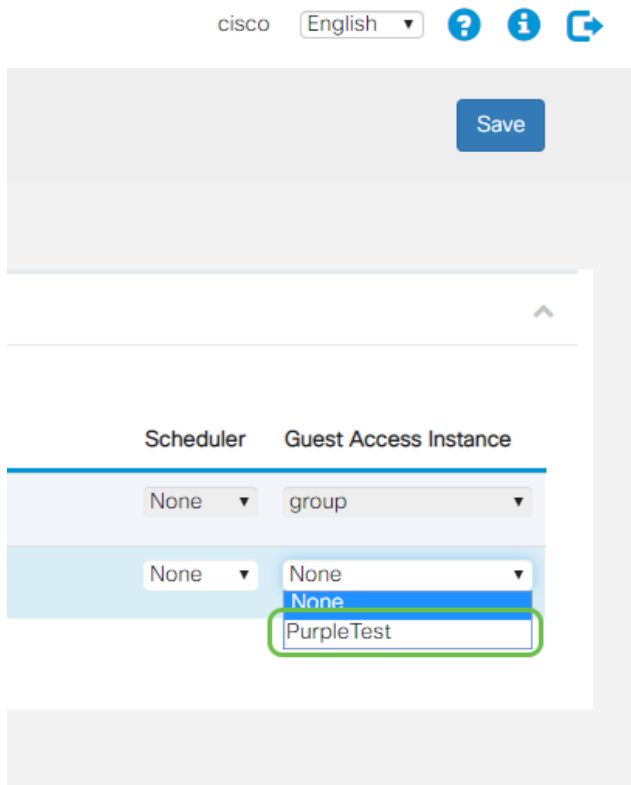 cisco English
Save
Scheduler Guest Access Instance
None group
None None
None
PurpleTest